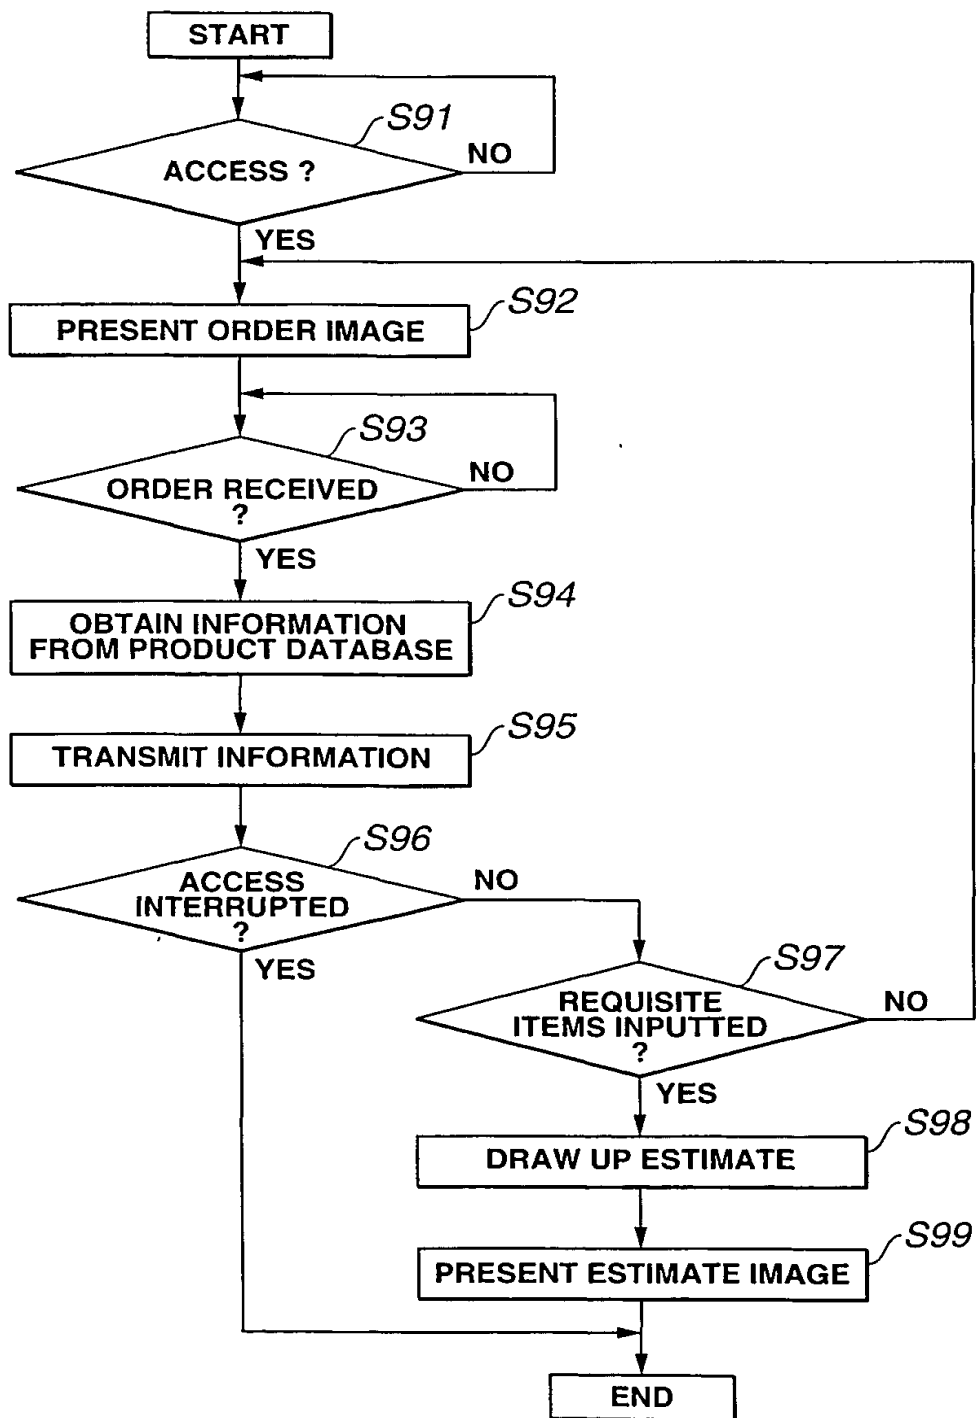 START
S91
ACCESS ?
NO
YES
S92
PRESENT ORDER IMAGE
S93
ORDER RECEIVED
?
NO
YES
S94
OBTAIN INFORMATION
FROM PRODUCT DATABASE
S95
TRANSMIT INFORMATION
S96
ACCESS
INTERRUPTED
?
NO
YES
S97
REQUISITE
ITEMS INPUTTED
?
NO
YES
S98
DRAW UP ESTIMATE
S99
PRESENT ESTIMATE IMAGE
END